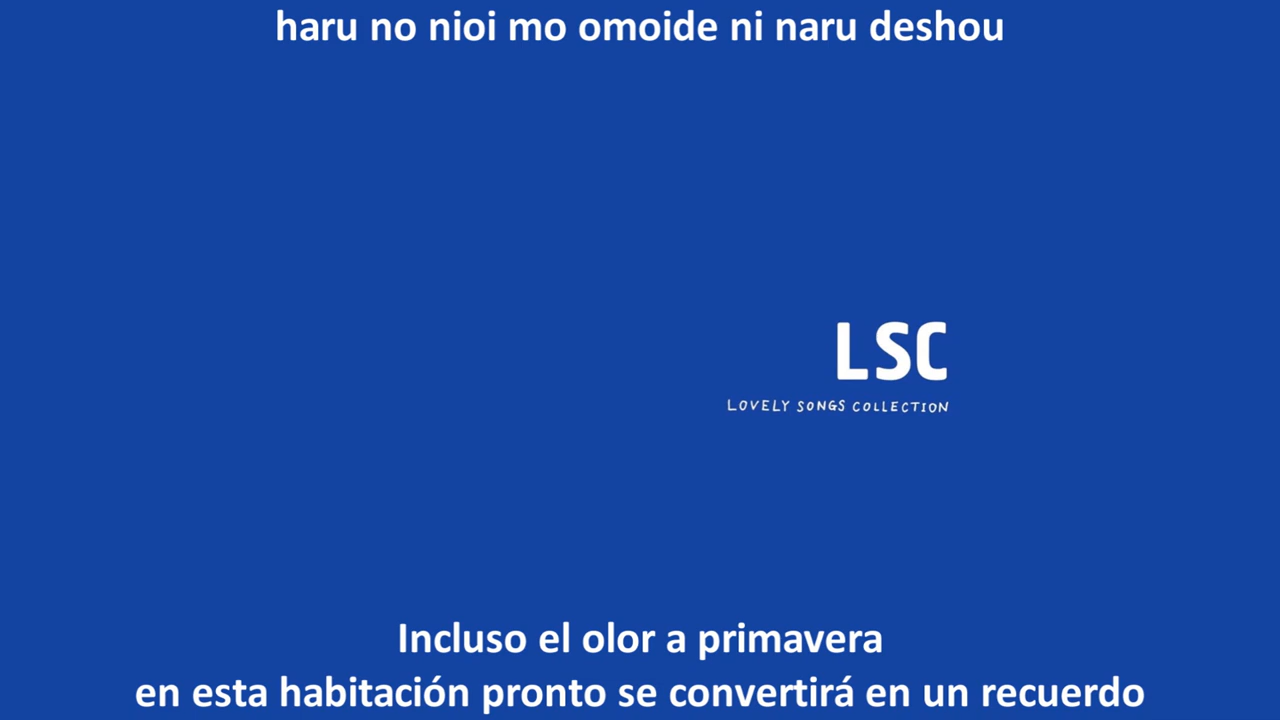 haru no nioi mo omoide ni naru deshou
LSC
LOVELY SONGS COLLECTION
Incluso el olor a primavera
en esta habitación pronto se convertirá en un recuerdo